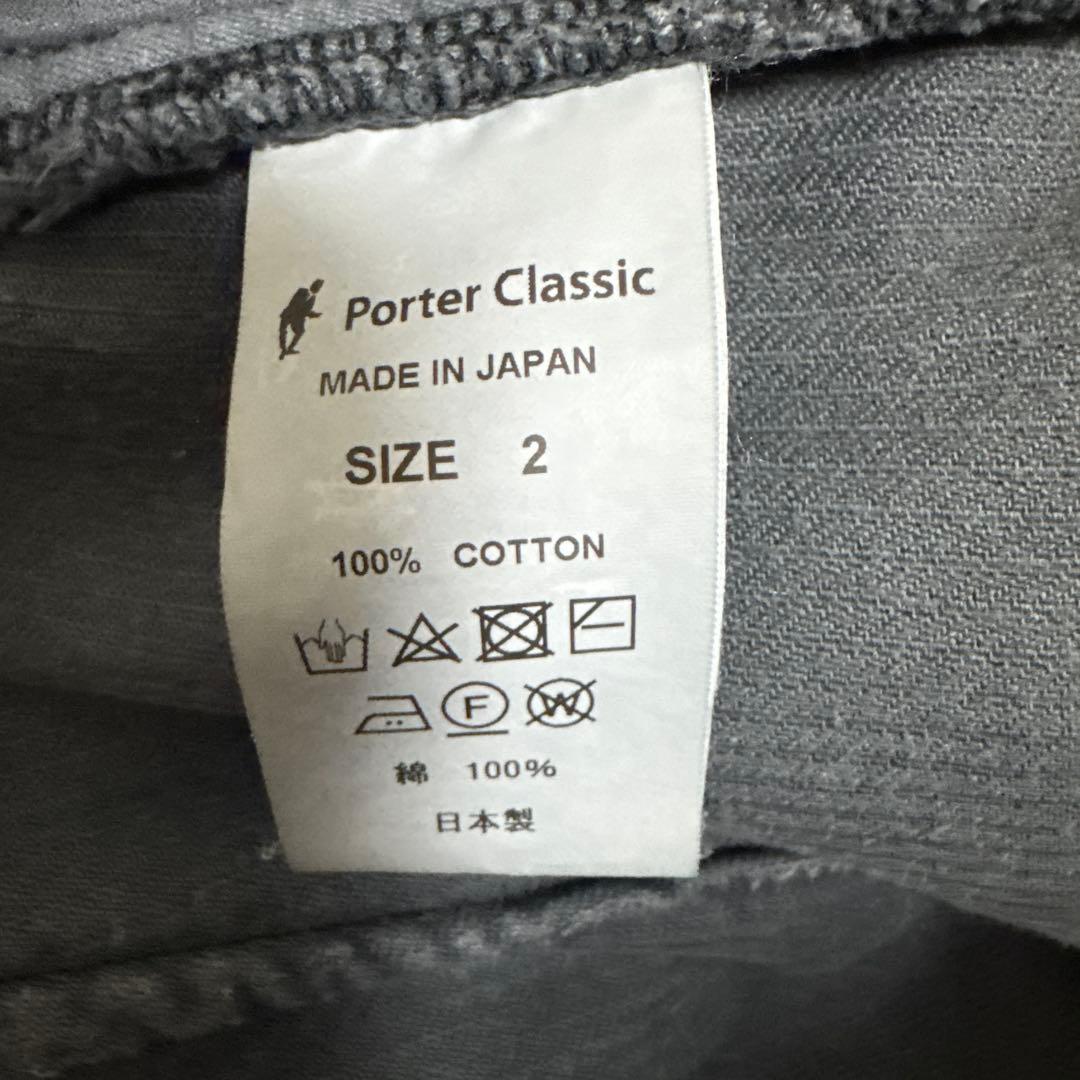 Porter Classic
MADE IN JAPAN
SIZE 2
100% COTTON
F W
綿 100%
日本製